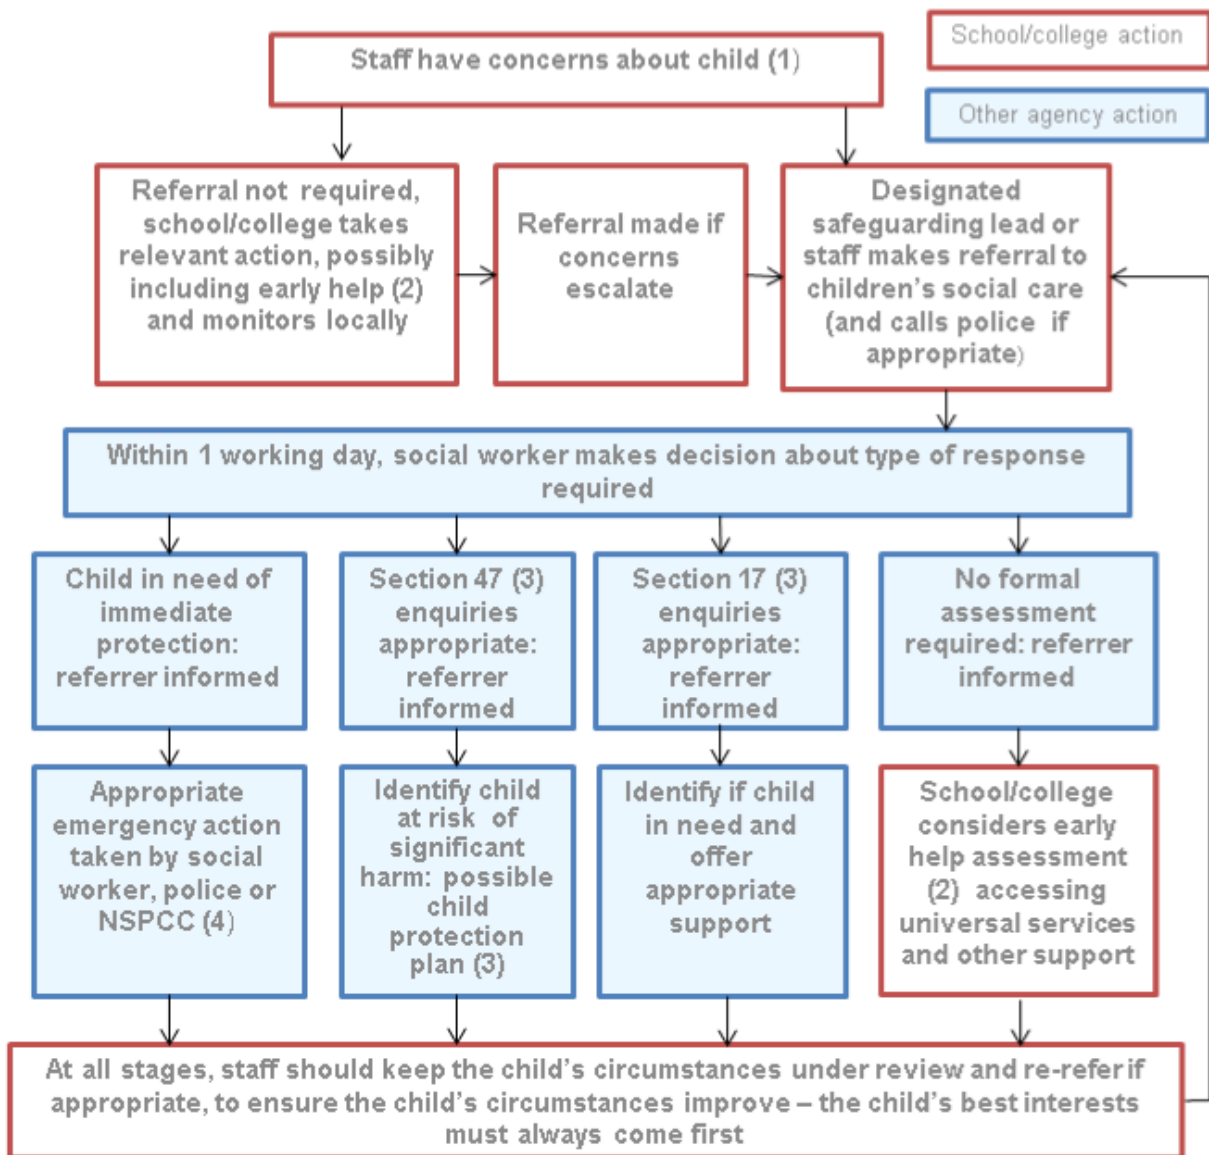 School/college action
Staff have concerns about child (1)
Other agency action
Referral not required,
school/college takes
relevant action, possibly
including early help (2)
and monitors locally
Referral made if
concerns
escalate
Designated
safeguarding lead or
staff makes referral to
children’s social care
(and calls police if
appropriate)
Within 1 working day, social worker makes decision about type of response
required
Child in need of
immediate
protection:
referrer informed
Section 47 (3)
enquiries
appropriate:
referrer
informed
Section 17 (3)
enquiries
appropriate:
referrer
informed
No formal
assessment
required: referrer
informed
Appropriate
emergency action
taken by social
worker, police or
NSPCC (4)
Identify child
at risk of
significant
harm: possible
child
protection
plan (3)
Identify if child
in need and
offer
appropriate
support
School/college
considers early
help assessment
(2) accessing
universal services
and other support
At all stages, staff should keep the child’s circumstances under review and re-refer if
appropriate, to ensure the child’s circumstances improve – the child’s best interests
must always come first